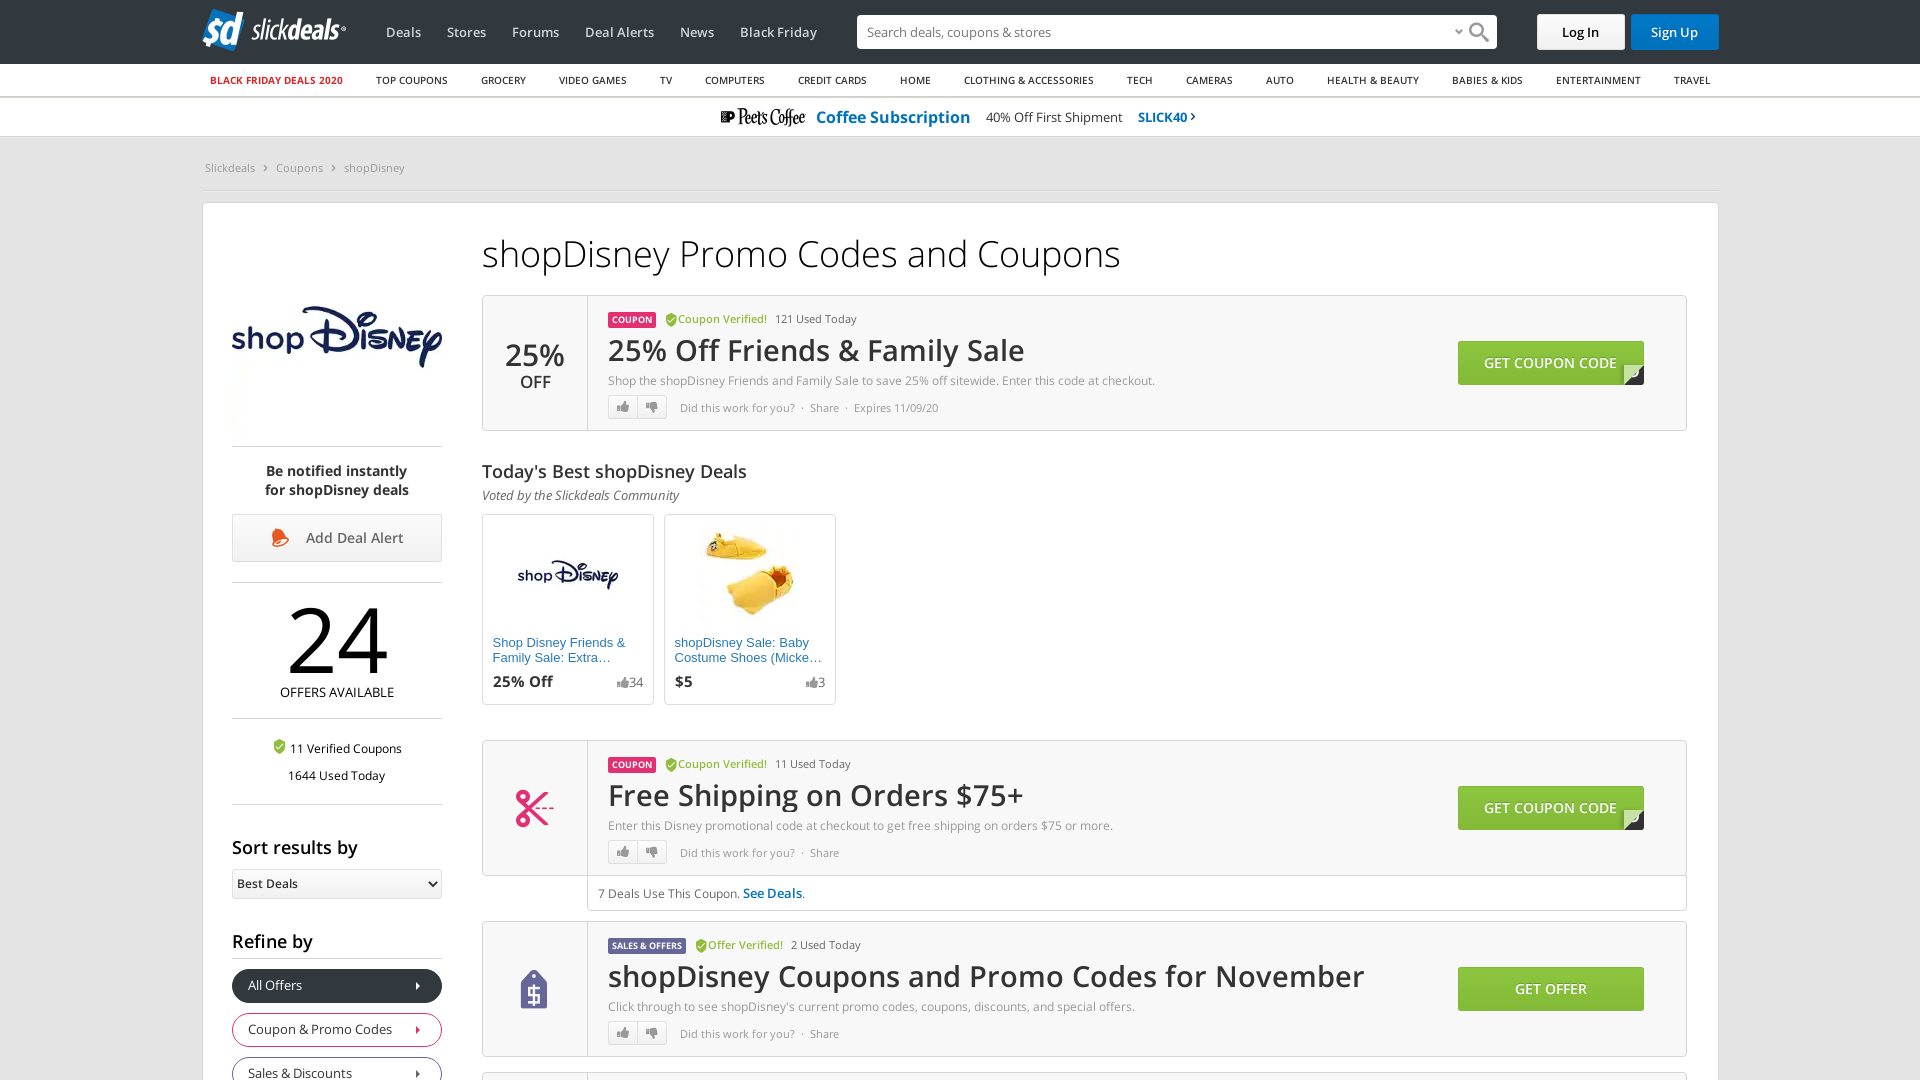 sd slickdeals
Deals
Stores
Forums
Deal Alerts
News
Black Friday
Search deals, coupons & stores
Log In
Sign Up
BLACK FRIDAY DEALS 2020
TOP COUPONS
GROCERY
VIDEO GAMES
TV
COMPUTERS
CREDIT CARDS
HOME
CLOTHING & ACCESSORIES
TECH
CAMERAS
AUTO
HEALTH & BEAUTY
BABIES & KIDS
ENTERTAINMENT
TRAVEL
Peet's Coffee
Coffee Subscription
40% Off First Shipment
SLICK40
Slickdeals
Coupons
shopDisney
shopDisney Promo Codes and Coupons
shop Disney
Be notified instantly
for shopDisney deals
Add Deal Alert
24
OFFERS AVAILABLE
11 Verified Coupons
1644 Used Today
Sort results by
Best Deals
Refine by
All Offers
Coupon & Promo Codes
Sales & Discounts
25%
OFF
COUPON
Coupon Verified!
121 Used Today
25% Off Friends & Family Sale
Shop the shopDisney Friends and Family Sale to save 25% off sitewide. Enter this code at checkout.
Did this work for you? · Share · Expires 11/09/20
GET COUPON CODE
Today's Best shopDisney Deals
Voted by the Slickdeals Community
shop Disney
Shop Disney Friends &
Family Sale: Extra…
25% Off
34
shopDisney Sale: Baby
Costume Shoes (Micke…
$5
3
COUPON
Coupon Verified!
11 Used Today
Free Shipping on Orders $75+
Enter this Disney promotional code at checkout to get free shipping on orders $75 or more.
Did this work for you? · Share
GET COUPON CODE
7 Deals Use This Coupon. See Deals.
SALES & OFFERS
Offer Verified!
2 Used Today
shopDisney Coupons and Promo Codes for November
Click through to see shopDisney's current promo codes, coupons, discounts, and special offers.
Did this work for you? · Share
GET OFFER